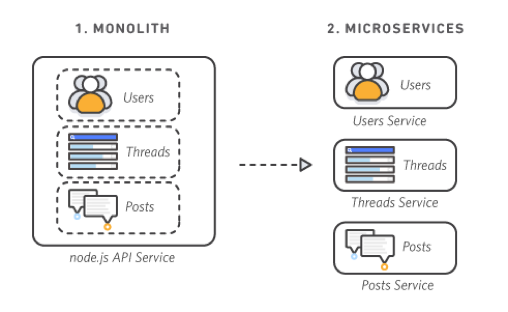 1. MONOLITH
Users
Threads
Posts
node.js API Service
2. MICROSERVICES
Users
Users Service
Threads
Threads Service
Posts
Posts Service